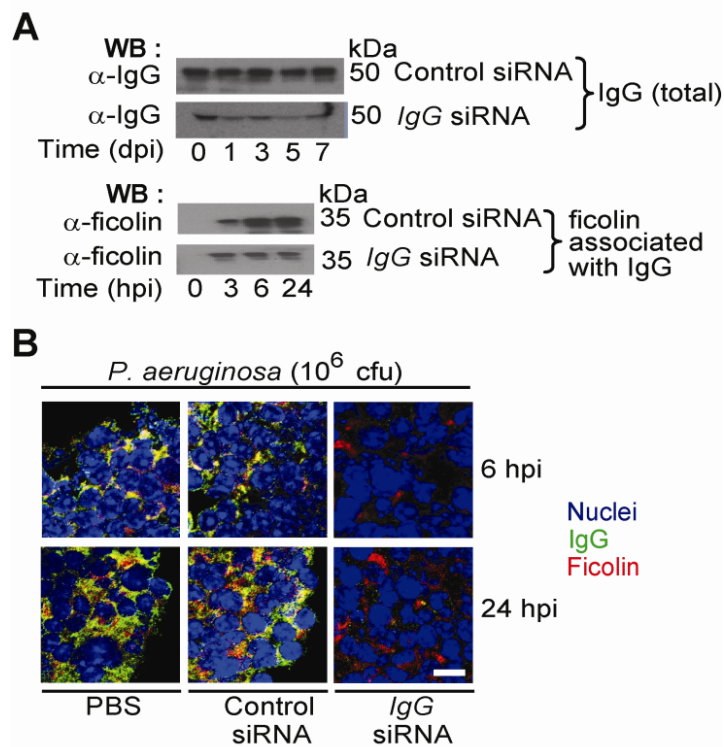 A
WB : kDa
α-IgG 50 Control siRNA
α-IgG 50 IgG siRNA
IgG (total)
Time (dpi) 0 1 3 5 7
WB : kDa
α-ficolin 35 Control siRNA
α-ficolin 35 IgG siRNA
ficolin
associated
with IgG
Time (hpi) 0 3 6 24
B
P. aeruginosa (10⁶ cfu)
6 hpi
Nuclei
IgG
Ficolin
24 hpi
PBS Control siRNA IgG siRNA